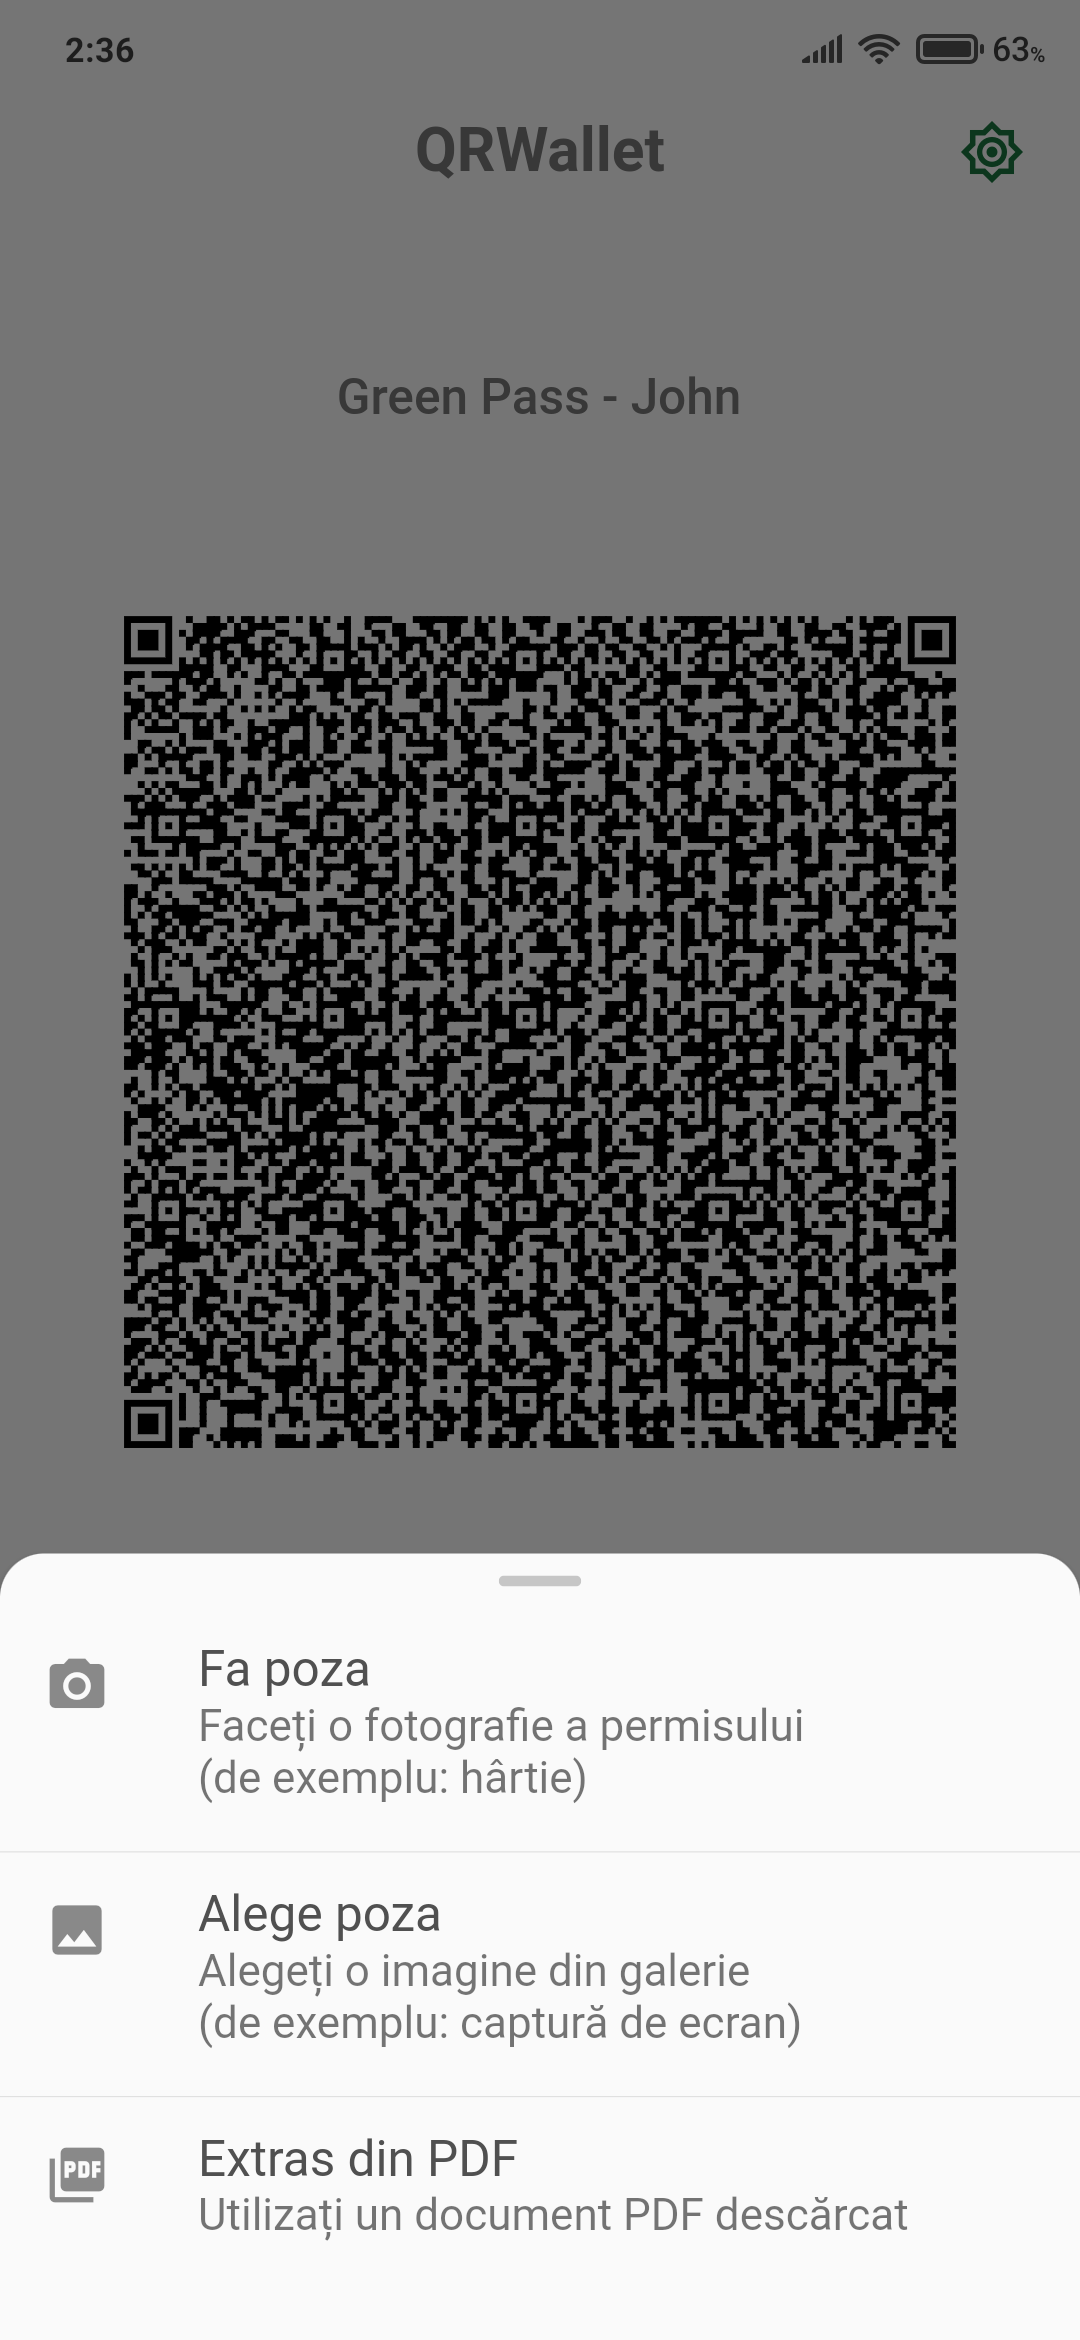 2:36
63%
QRWallet
Green Pass - John
Fa poza
Faceți o fotografie a permisului
(de exemplu: hârtie)
Alege poza
Alegeți o imagine din galerie
(de exemplu: captură de ecran)
PDF
Extras din PDF
Utilizați un document PDF descărcat